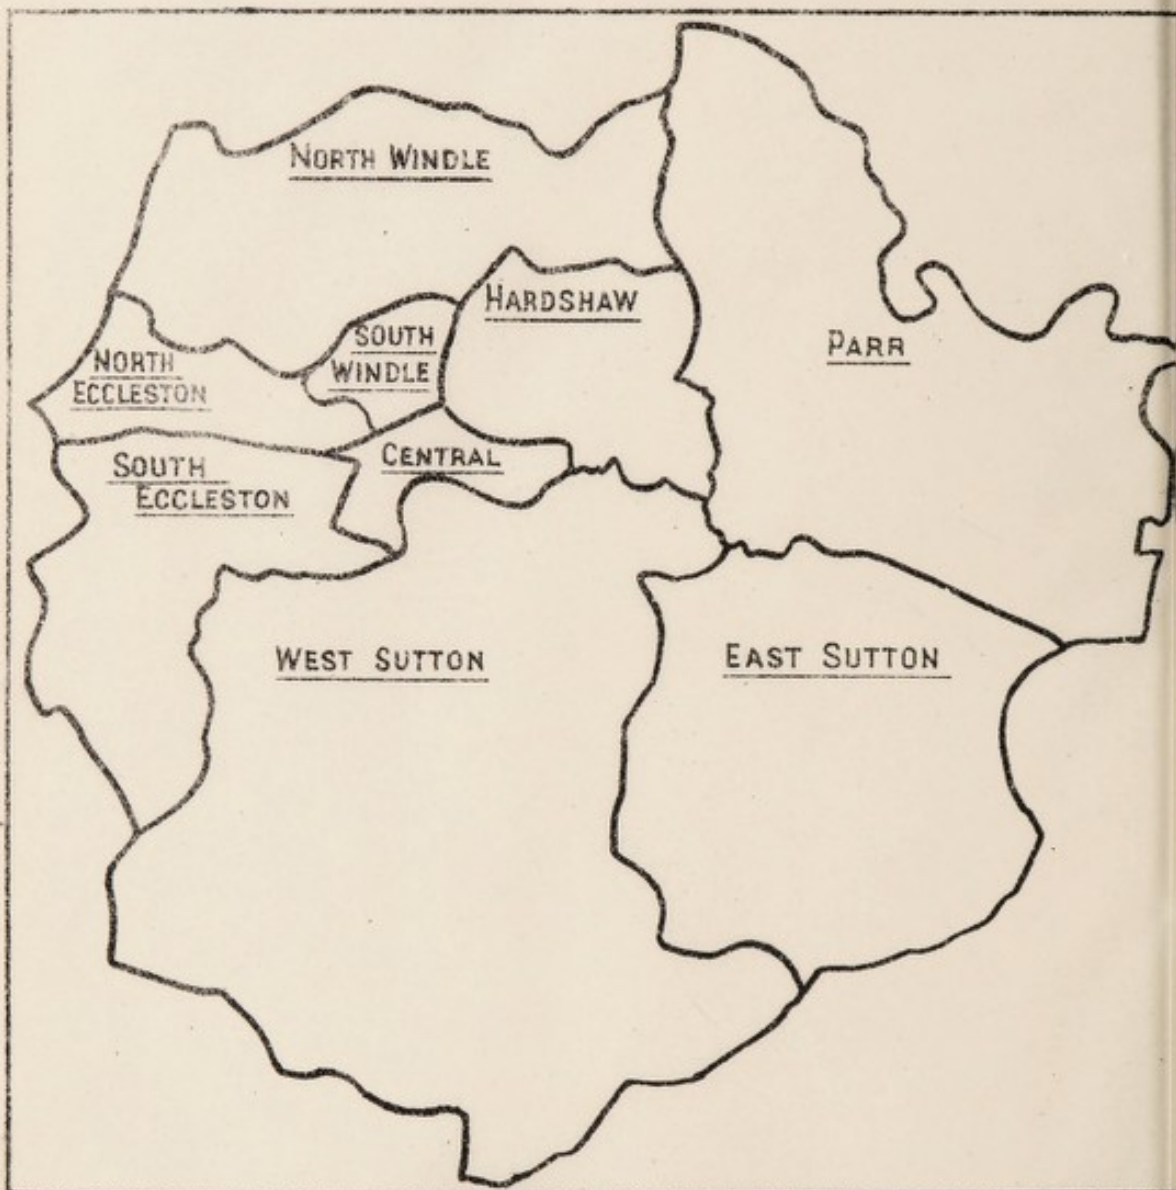 NORTH WINDLE
HARDSHAW
SOUTH
WINDLE
PARR
NORTH
ECCLESTON
CENTRAL
SOUTH
ECCLESTON
WEST SUTTON
EAST SUTTON